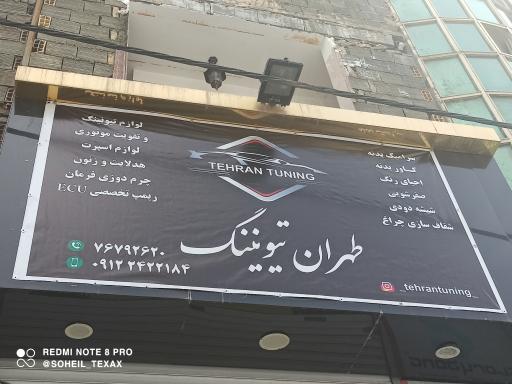 لوازم تیونینگ
و تقویت موتوری
لوازم اسپرت
هدلایت و زنون
چرم دوزی فرمان
ریمپ تخصصی ECU
TEHRAN TUNING
سرامیک بدنه
کاور بدنه
احیای رنگ
صفرشویی
شیشه دودی
شفاف سازی چراغ
طهران تیونینگ
۷۶۷۹۲۶۲۰
۰۹۱۲ ۲۴۲۲۱۸۴
_tehrantuning_
REDMI NOTE 8 PRO
@SOHEIL_TEXAX